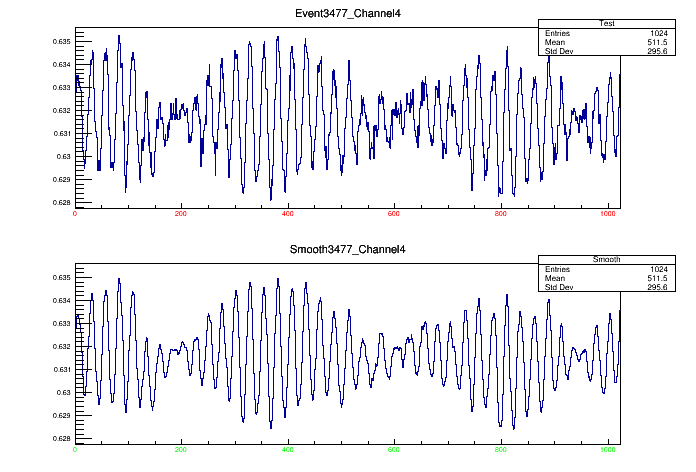 Event3477_Channel4
Test
Entries 1024
Mean 511.5
Std Dev 295.6
0.635
0.634
0.633
0.632
0.631
0.63
0.629
0.628
0 200 400 600 800 1000
Smooth3477_Channel4
Smooth
Entries 1024
Mean 511.5
Std Dev 295.6
0.635
0.634
0.633
0.632
0.631
0.63
0.629
0.628
0 200 400 600 800 1000